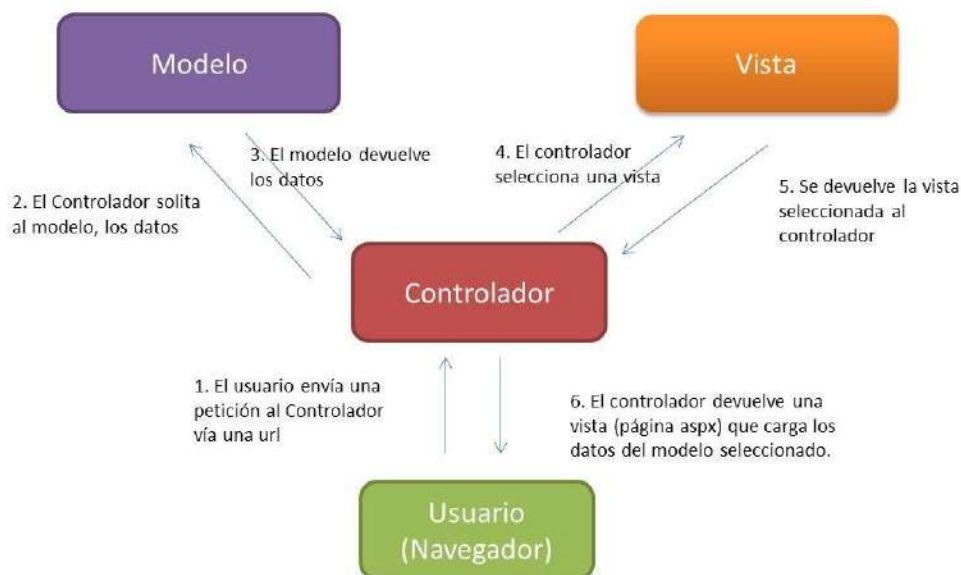 Modelo
Vista
3. El modelo devuelve
los datos
4. El controlador
selecciona una vista
2. El Controlador solita
al modelo, los datos
5. Se devuelve la vista
seleccionada al
controlador
Controlador
1. El usuario envía una
petición al Controlador
vía una url
6. El controlador devuelve una
vista (página aspx) que carga los
datos del modelo seleccionado.
Usuario
(Navegador)